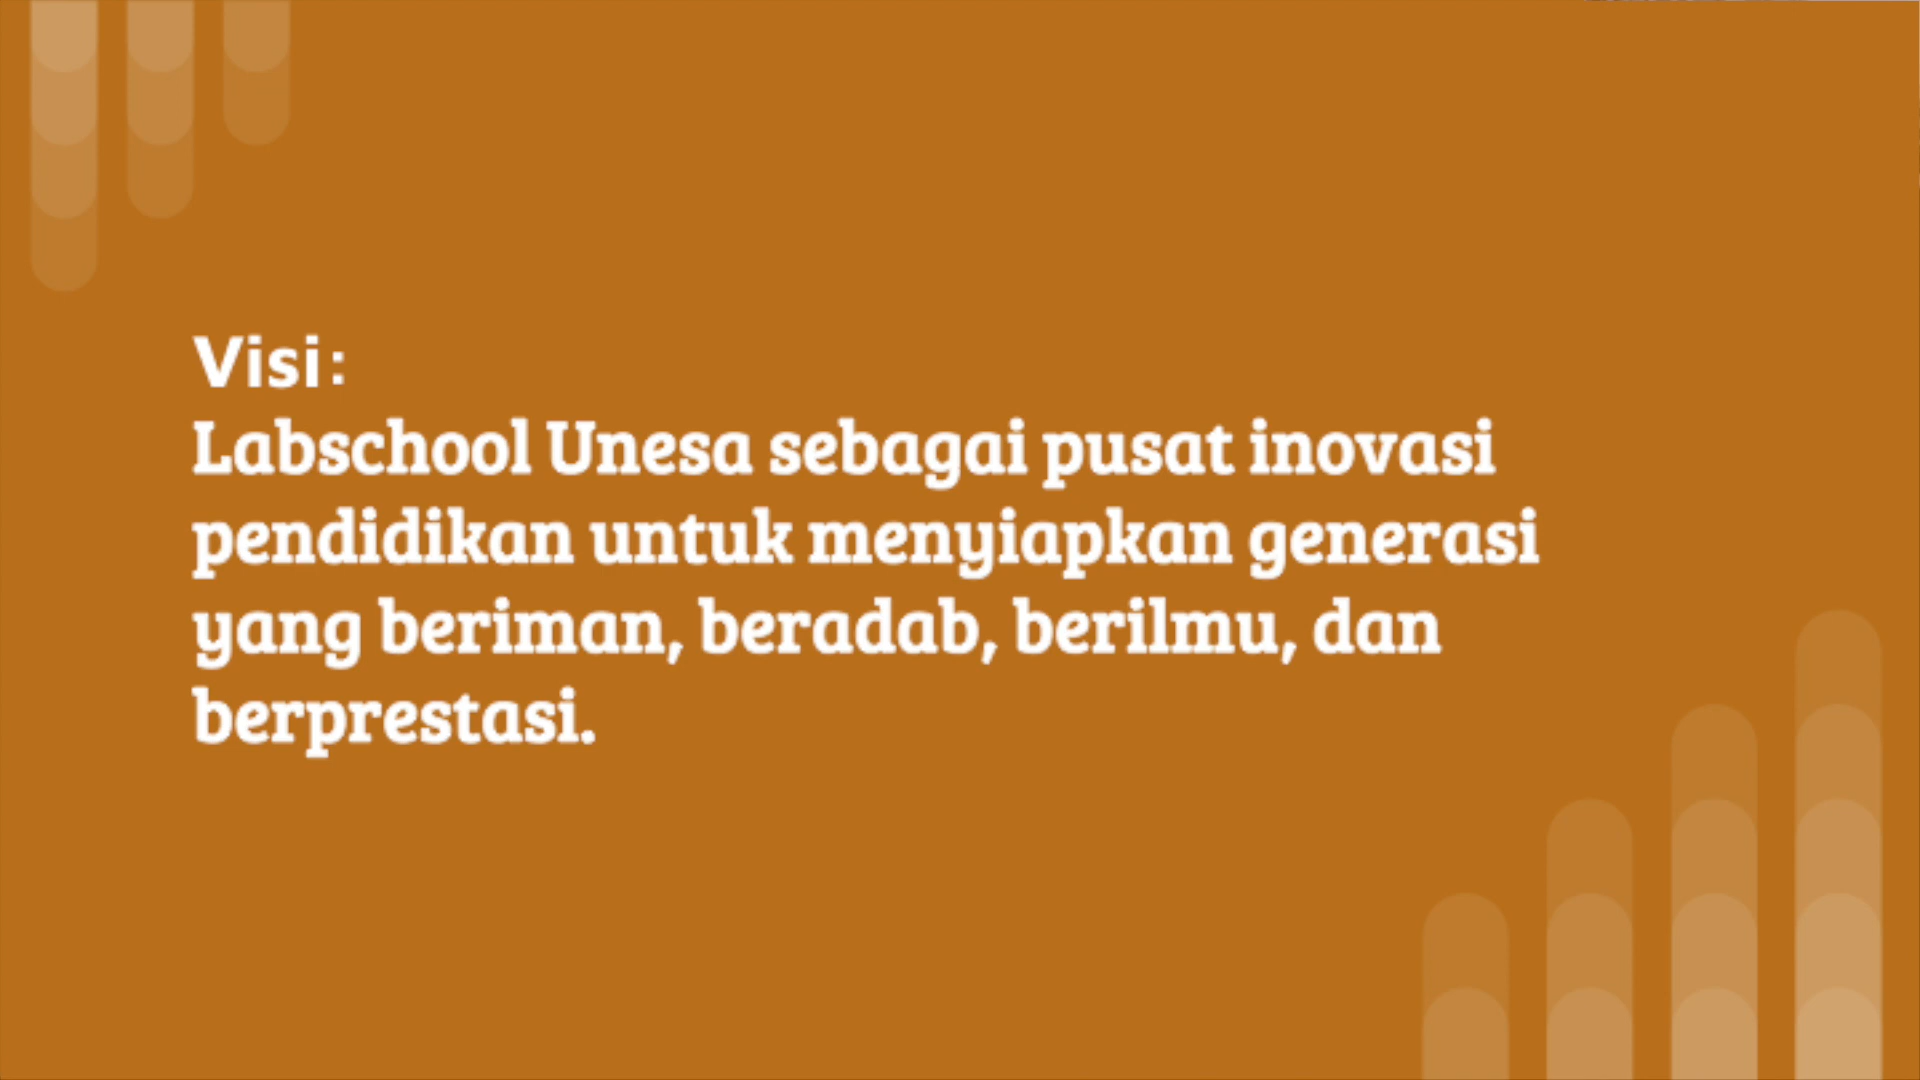 Visi:
Labschool Unesa sebagai pusat inovasi
pendidikan untuk menyiapkan generasi
yang beriman, beradab, berilmu, dan
berprestasi.